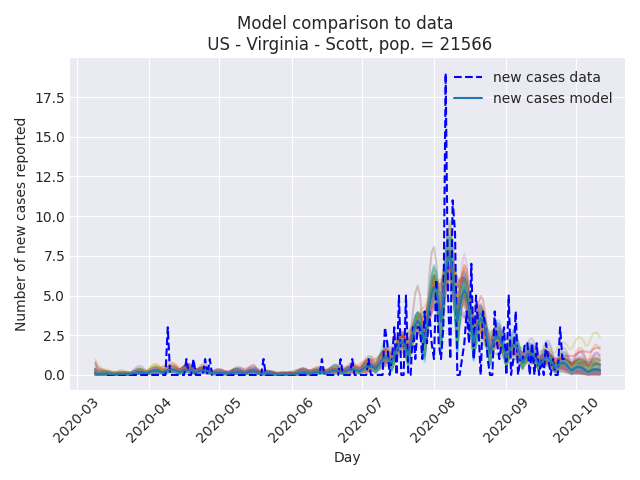 Model comparison to data
US - Virginia - Scott, pop. = 21566
new cases data
new cases model
Number of new cases reported
17.5
15.0
12.5
10.0
7.5
5.0
2.5
0.0
2020-03
2020-04
2020-05
2020-06
2020-07
2020-08
2020-09
2020-10
Day